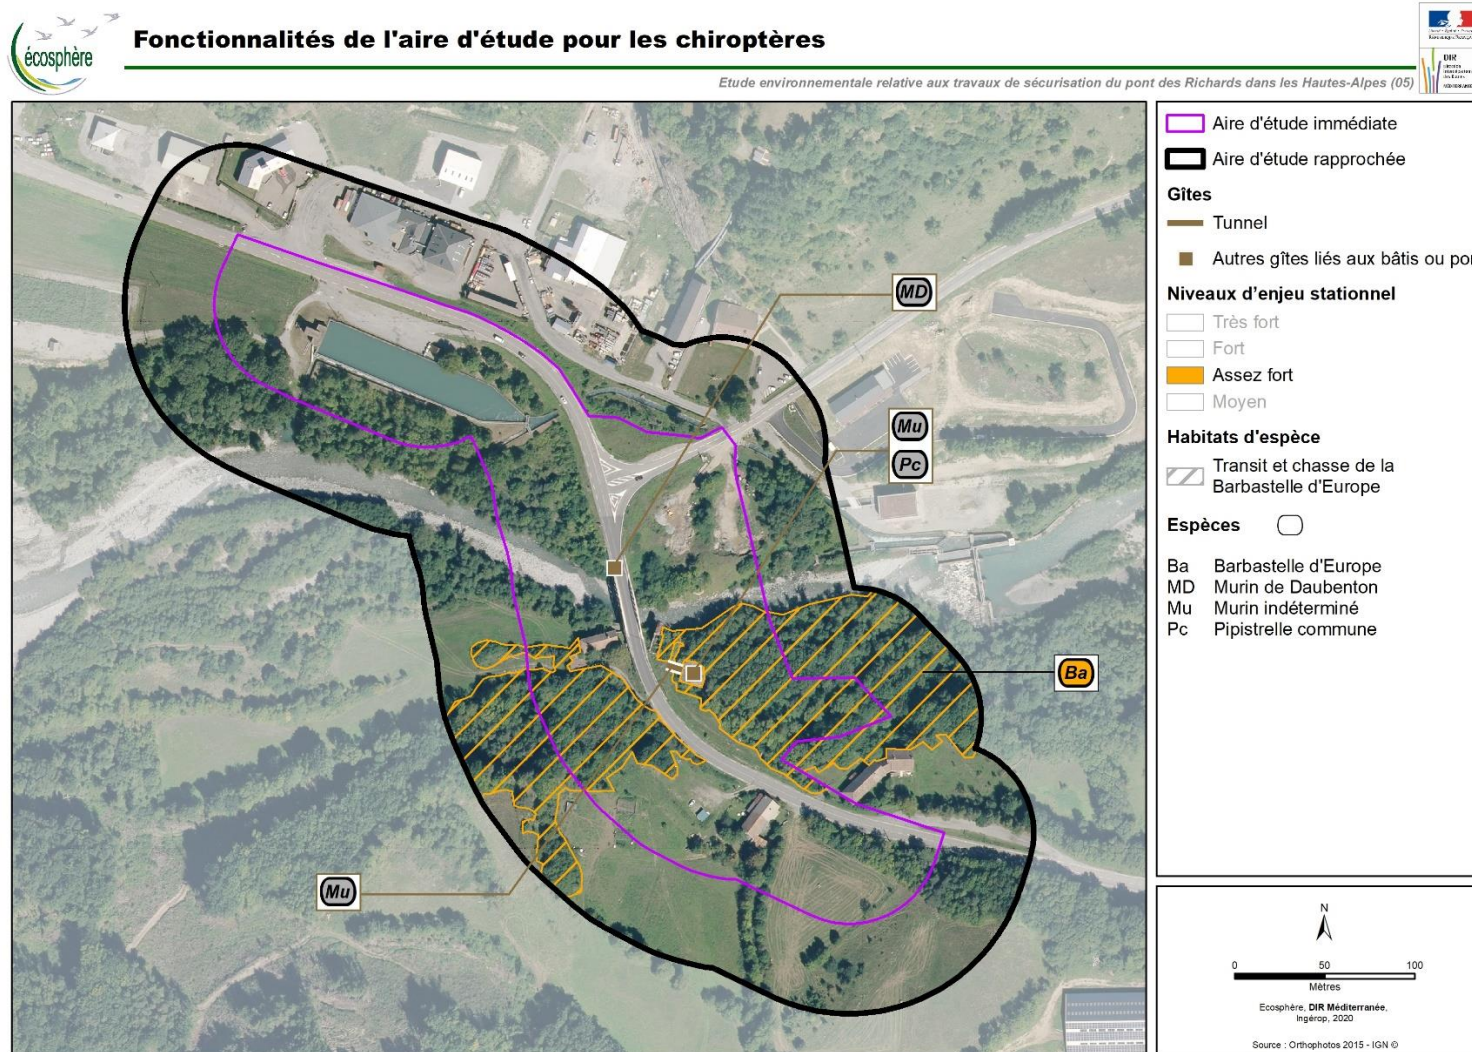 écosphère
Fonctionnalités de l'aire d'étude pour les chiroptères
Etude environnementale relative aux travaux de sécurisation du pont des Richards dans les Hautes-Alpes (05)
DIR
MD
Mu
Pc
Ba
Mu
Aire d'étude immédiate
Aire d'étude rapprochée
Gîtes
Tunnel
Autres gîtes liés aux bâtis ou por
Niveaux d'enjeu stationnel
Très fort
Fort
Assez fort
Moyen
Habitats d'espèce
Transit et chasse de la
Barbastelle d'Europe
Espèces
Ba Barbastelle d'Europe
MD Murin de Daubenton
Mu Murin indéterminé
Pc Pipistrelle commune
N
0 50 100
Mètres
Ecosphère, DIR Méditerranée,
Ingérop, 2020
Source : Orthophotos 2015 - IGN ©